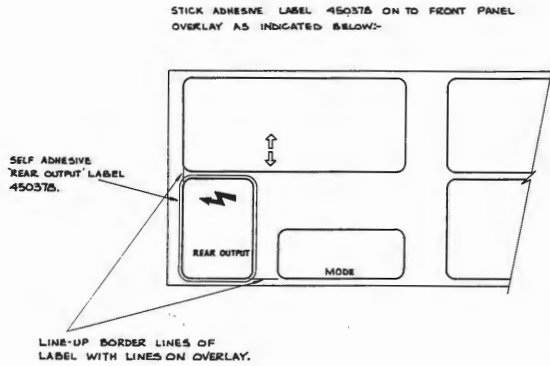 STICK ADHESIVE LABEL 450378 ON TO FRONT PANEL
OVERLAY AS INDICATED BELOW:-
SELF ADHESIVE
'REAR OUTPUT' LABEL
450378.
REAR OUTPUT
MODE
LINE-UP BORDER LINES OF
LABEL WITH LINES ON OVERLAY.